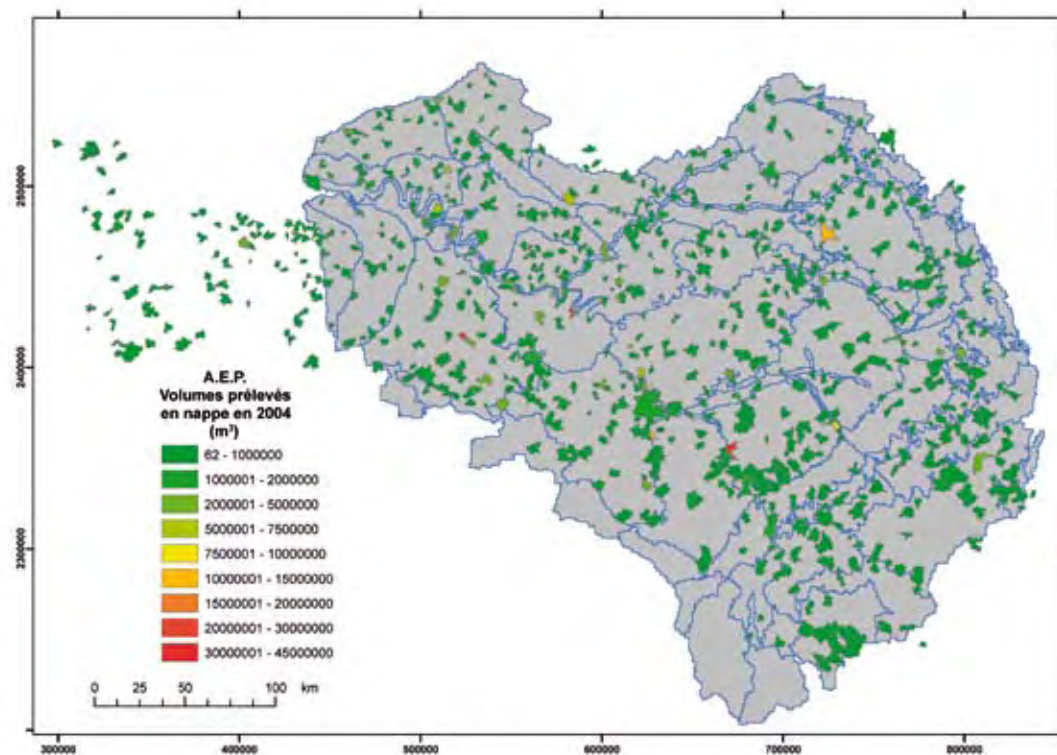 2500000
2400000
2300000
A.E.P.
Volumes prélevés
en nappe en 2004
(m³)
62 - 1000000
1000001 - 2000000
2000001 - 5000000
5000001 - 7500000
7500001 - 10000000
10000001 - 15000000
15000001 - 20000000
20000001 - 30000000
30000001 - 45000000
0 25 50 100 km
300000 400000 500000 600000 700000 800000